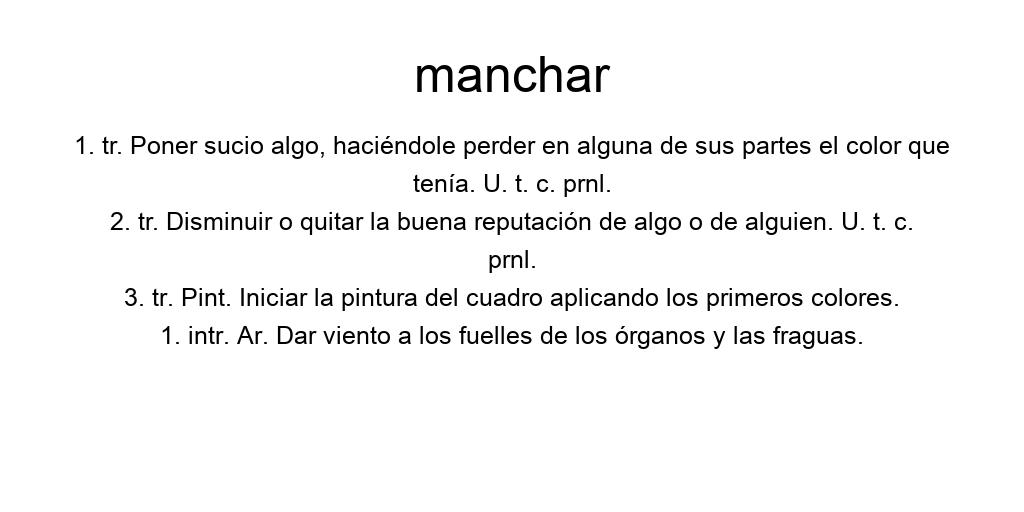 manchar
1. tr. Poner sucio algo, haciéndole perder en alguna de sus partes el color que
tenía. U. t. c. prnl.
2. tr. Disminuir o quitar la buena reputación de algo o de alguien. U. t. c.
prnl.
3. tr. Pint. Iniciar la pintura del cuadro aplicando los primeros colores.
1. intr. Ar. Dar viento a los fuelles de los órganos y las fraguas.